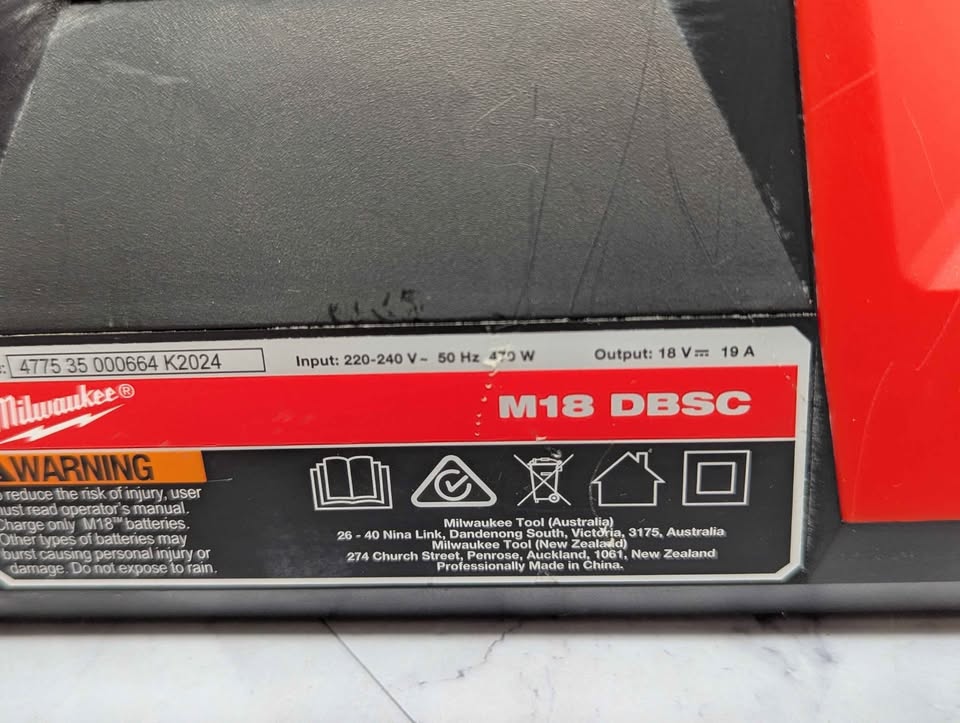 4775 35 000664 K2024
Input: 220-240 V~ 50 Hz 470 W
Output: 18 V⎓ 19 A
Milwaukee®
M18 DBSC
WARNING
reduce the risk of injury, user
must read operator's manual.
Charge only M18™ batteries.
Other types of batteries may
burst causing personal injury or
damage. Do not expose to rain.
Milwaukee Tool (Australia)
26 - 40 Nina Link, Dandenong South, Victoria, 3175, Australia
Milwaukee Tool (New Zealand)
274 Church Street, Penrose, Auckland, 1061, New Zealand
Professionally Made in China.